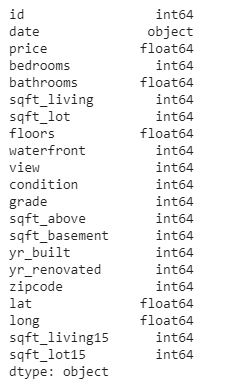 id int64
date object
price float64
bedrooms int64
bathrooms float64
sqft_living int64
sqft_lot int64
floors float64
waterfront int64
view int64
condition int64
grade int64
sqft_above int64
sqft_basement int64
yr_built int64
yr_renovated int64
zipcode int64
lat float64
long float64
sqft_living15 int64
sqft_lot15 int64
dtype: object